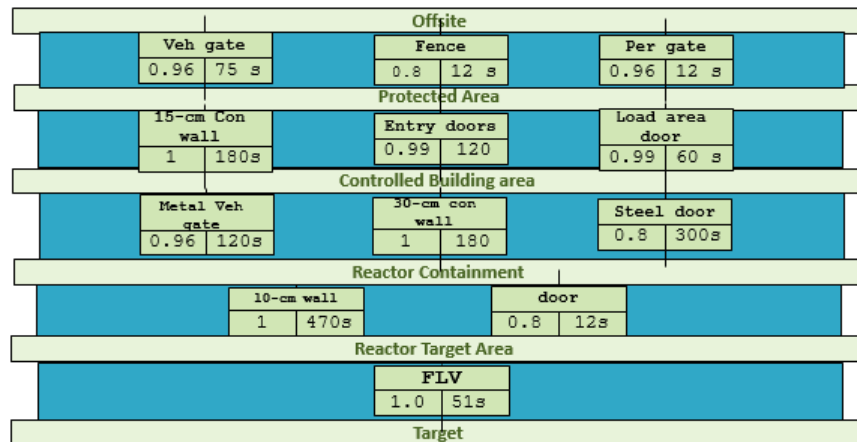 Offsite
Veh gate Fence Per gate
0.96 75 s 0.8 12 s 0.96 12 s
Protected Area
15-cm Con wall Entry doors Load area door
1 180s 0.99 120 0.99 60 s
Controlled Building area
Metal Veh gate 30-cm con wall Steel door
0.96 120s 1 180 0.8 300s
Reactor Containment
10-cm wall door
1 470s 0.8 12s
Reactor Target Area
FLV
1.0 51s
Target